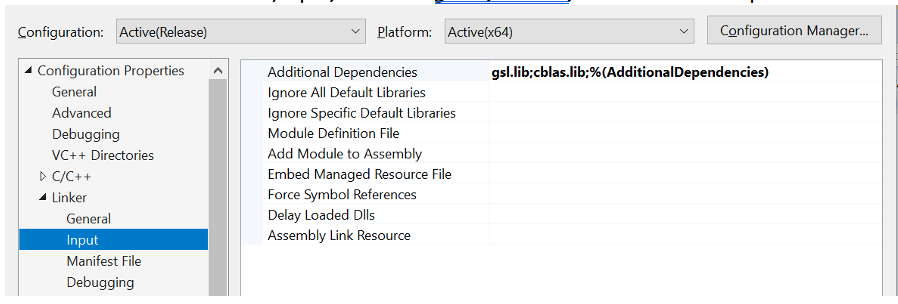 Configuration: Active(Release) Platform: Active(x64) Configuration Manager...
Configuration Properties
General
Advanced
Debugging
VC++ Directories
C/C++
Linker
General
Input
Manifest File
Debugging
Additional Dependencies gsl.lib;cblas.lib;%(AdditionalDependencies)
Ignore All Default Libraries
Ignore Specific Default Libraries
Module Definition File
Add Module to Assembly
Embed Managed Resource File
Force Symbol References
Delay Loaded Dlls
Assembly Link Resource